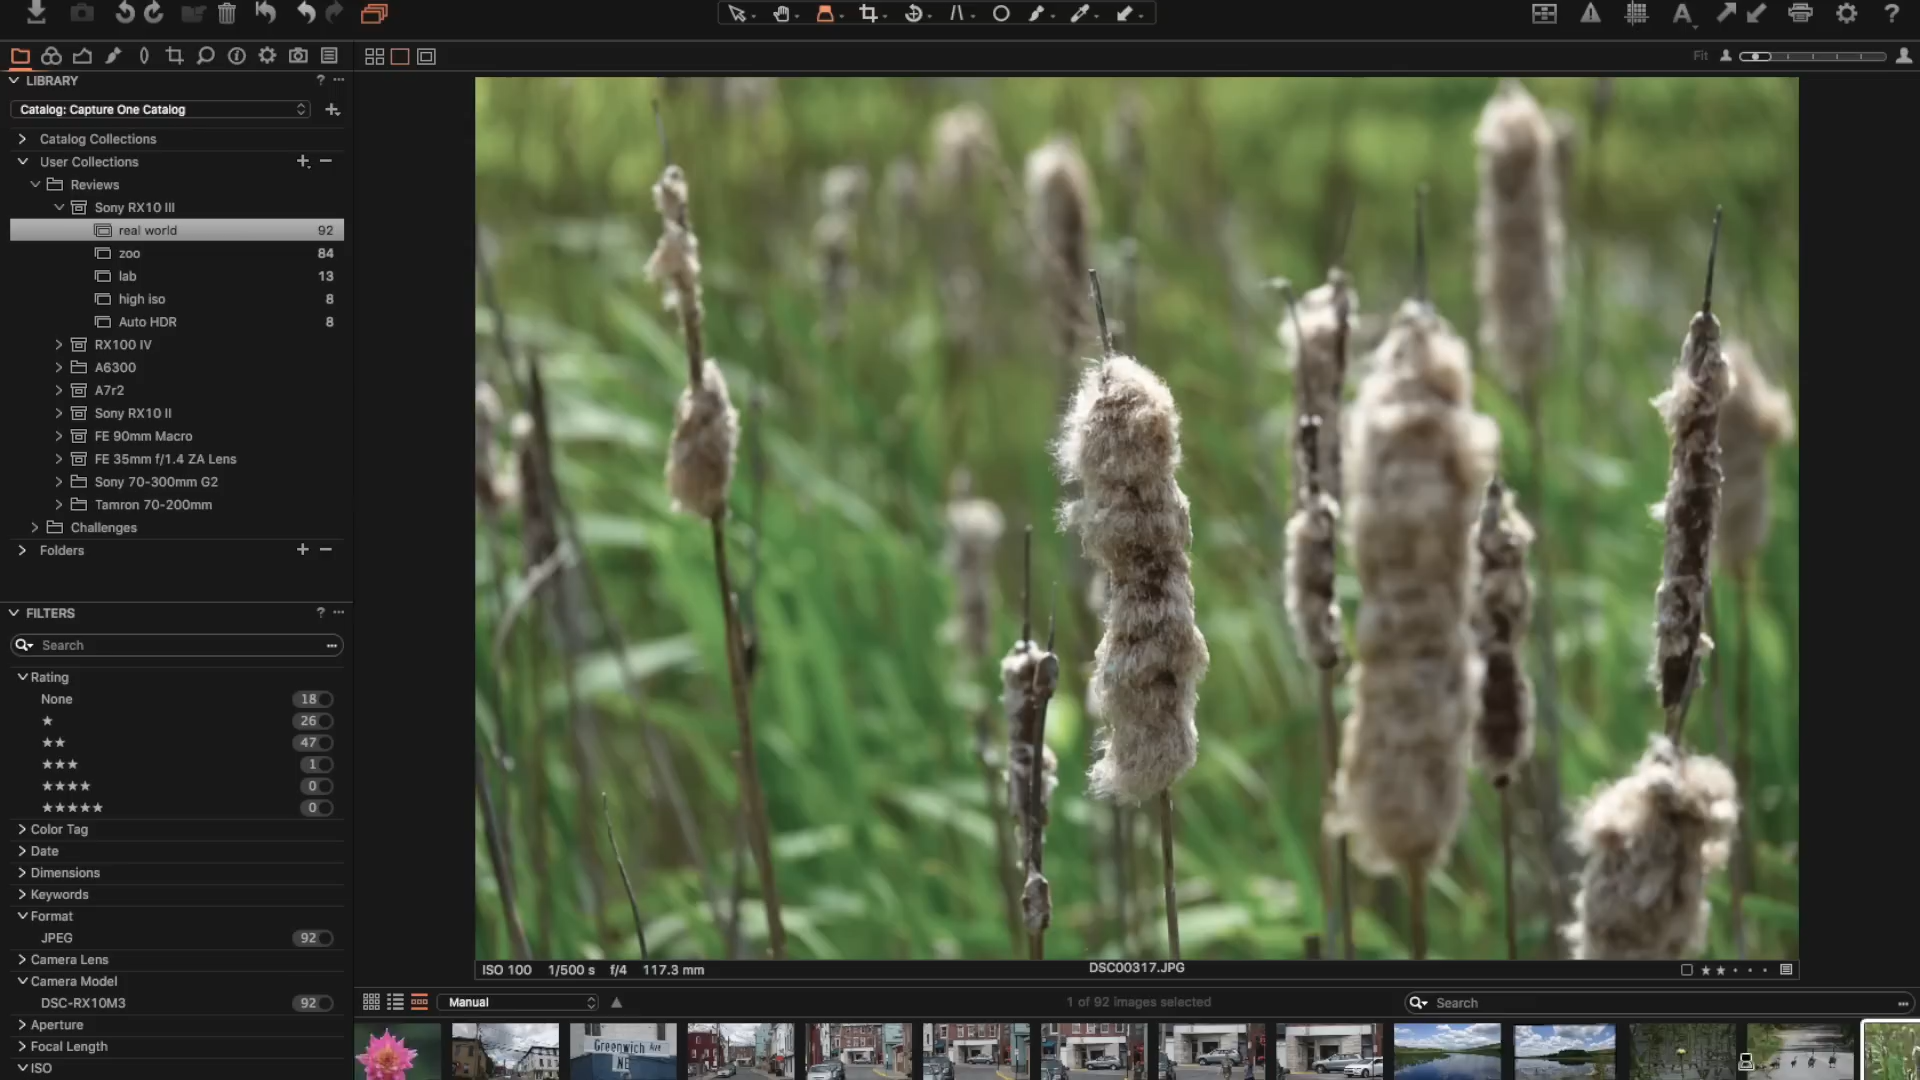 Fit
LIBRARY
Catalog: Capture One Catalog
Catalog Collections
User Collections
Reviews
Sony RX10 III
real world 92
zoo 84
lab 13
high iso 8
Auto HDR 8
RX100 IV
A6300
A7r2
Sony RX10 II
FE 90mm Macro
FE 35mm f/1.4 ZA Lens
Sony 70-300mm G2
Tamron 70-200mm
Challenges
Folders
FILTERS
Search
Rating
None 18
★ 26
★★ 47
★★★ 1
★★★★ 0
★★★★★ 0
Color Tag
Date
Dimensions
Keywords
Format
JPEG 92
Camera Lens
Camera Model
DSC-RX10M3 92
Aperture
Focal Length
ISO
ISO 100 1/500 s f/4 117.3 mm
DSC00317.JPG
Manual
1 of 92 images selected
Search
Greenwich Ave
NE